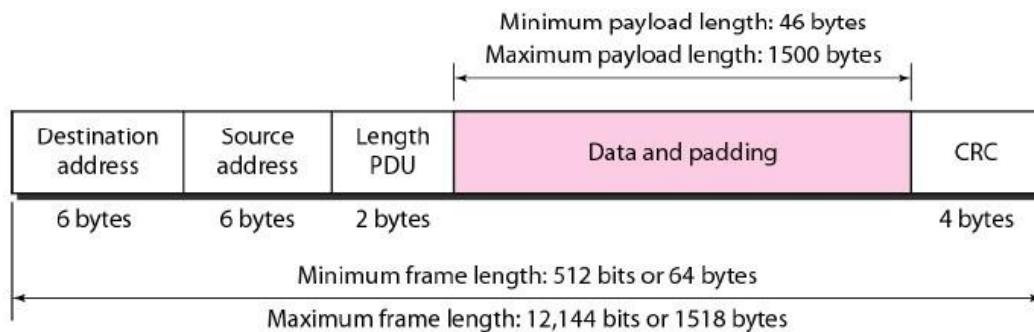 Minimum payload length: 46 bytes
Maximum payload length: 1500 bytes
Destination address
Source address
Length PDU
Data and padding
CRC
6 bytes
6 bytes
2 bytes
4 bytes
Minimum frame length: 512 bits or 64 bytes
Maximum frame length: 12,144 bits or 1518 bytes